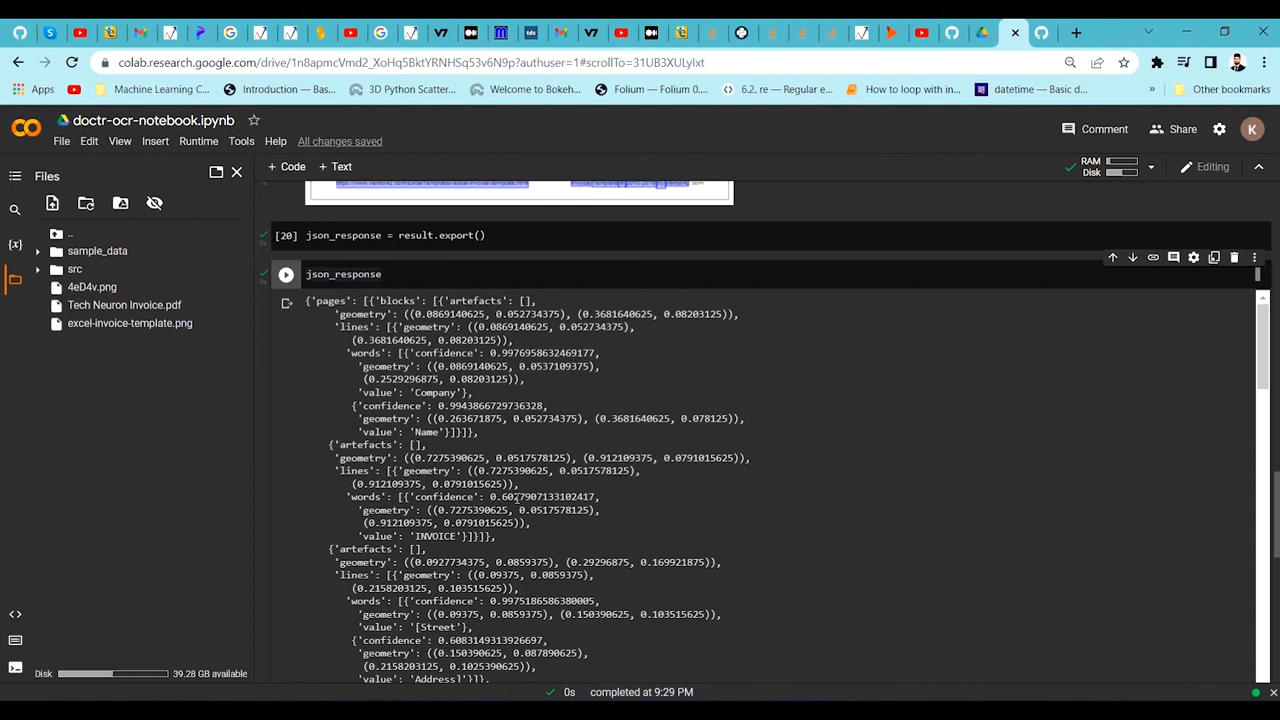 colab.research.google.com/drive/1n8apmcVmd2_XoHq5BktYRNHSq53v6N9p?authuser=1#scrollTo=31UB3XULyIxt
Apps
Machine Learning C...
Introduction — Bas...
3D Python Scatter...
Welcome to Bokeh...
Folium — Folium 0....
6.2. re — Regular e...
How to loop with in...
datetime — Basic d...
»
Other bookmarks
CO
doctr-ocr-notebook.ipynb
Comment
Share
K
File Edit View Insert Runtime Tools Help All changes saved
Files
+ Code + Text
RAM
Disk
Editing
..
sample_data
src
4eD4v.png
Tech Neuron Invoice.pdf
excel-invoice-template.png
[20] json_response = result.export()
json_response
{'pages': [{'blocks': [{'artefacts': [],
'geometry': ((0.0869140625, 0.052734375), (0.3681640625, 0.08203125)),
'lines': [{'geometry': ((0.0869140625, 0.052734375),
(0.3681640625, 0.08203125)),
'words': [{'confidence': 0.9976958632469177,
'geometry': ((0.0869140625, 0.0537109375),
(0.2529296875, 0.08203125)),
'value': 'Company'},
{'confidence': 0.9943866729736328,
'geometry': ((0.263671875, 0.052734375), (0.3681640625, 0.078125)),
'value': 'Name'}]}]},
{'artefacts': [],
'geometry': ((0.7275390625, 0.0517578125), (0.912109375, 0.0791015625)),
'lines': [{'geometry': ((0.7275390625, 0.0517578125),
(0.912109375, 0.0791015625)),
'words': [{'confidence': 0.6027907133102417,
'geometry': ((0.7275390625, 0.0517578125),
(0.912109375, 0.0791015625)),
'value': 'INVOICE'}]}]},
{'artefacts': [],
'geometry': ((0.0927734375, 0.0859375), (0.29296875, 0.169921875)),
'lines': [{'geometry': ((0.09375, 0.0859375),
(0.2158203125, 0.103515625)),
'words': [{'confidence': 0.9975186586380005,
'geometry': ((0.09375, 0.0859375), (0.150390625, 0.103515625)),
'value': '[Street'},
{'confidence': 0.6083149313926697,
'geometry': ((0.150390625, 0.087890625),
(0.2158203125, 0.1025390625)),
'value': 'Address]'}]},
Disk 39.28 GB available
0s completed at 9:29 PM